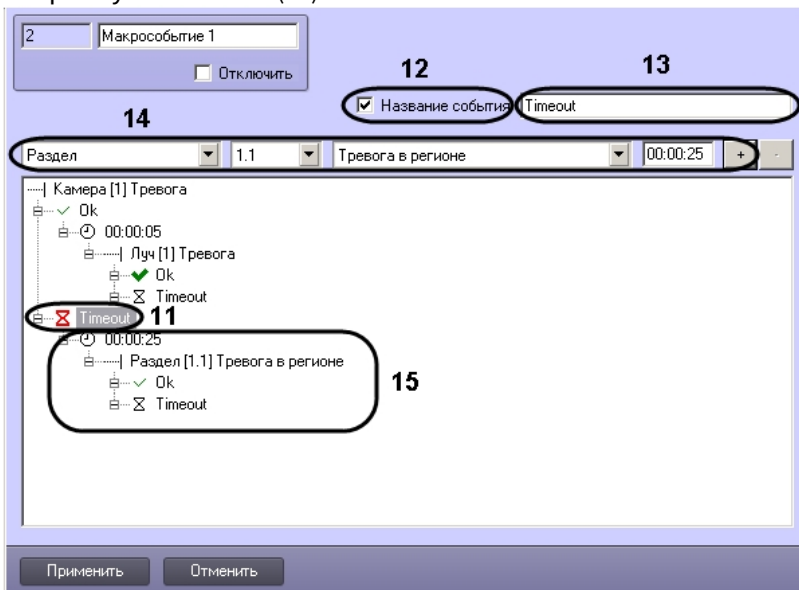 2 Макрособытие 1
Отключить
12 13
Название события Timeout
14
Раздел 1.1 Тревога в регионе 00:00:25 + -
Камера [1] Тревога
Ok
00:00:05
Луч [1] Тревога
Ok
Timeout
Timeout 11
00:00:25
Раздел [1.1] Тревога в регионе
Ok 15
Timeout
Применить Отменить